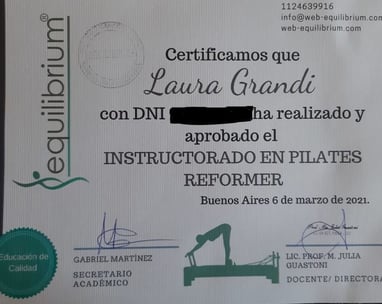 1124639916
info@web-equilibrium.com
web-equilibrium.com
equilibrium®
Certificamos que
Laura Grandi
con DNI ha realizado y
aprobado el
INSTRUCTORADO EN PILATES
REFORMER
Buenos Aires 6 de marzo de 2021.
Educación de
Calidad
GABRIEL MARTÍNEZ
SECRETARIO
ACADÉMICO
LIC. PROF/ M. JULIA
GUASTONI
DOCENTE/ DIRECTORA